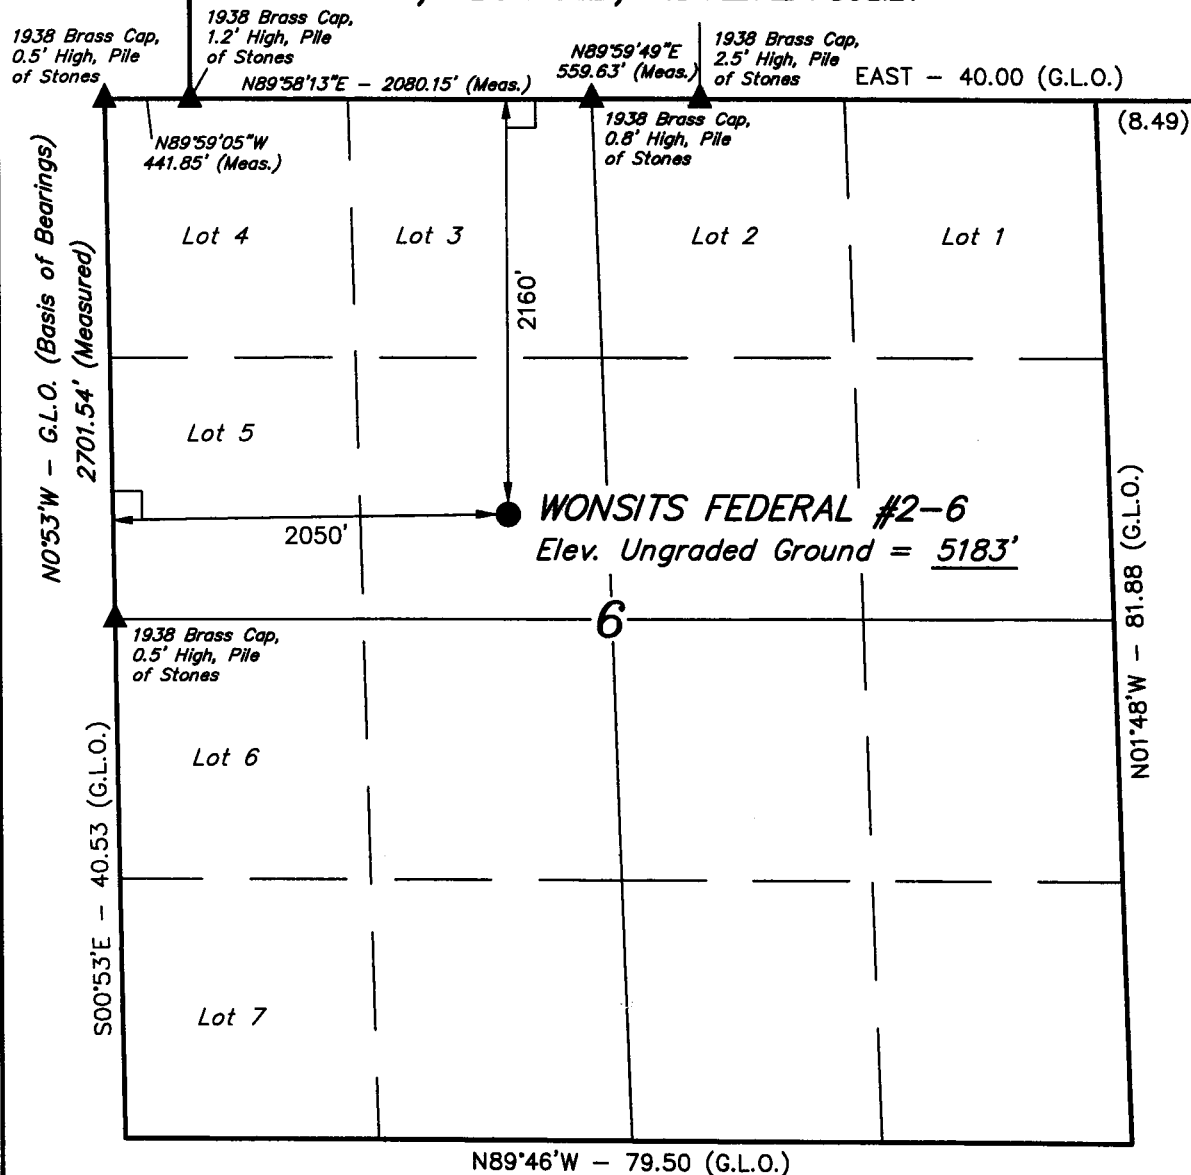 1938 Brass Cap,
0.5' High, Pile
of Stones
1938 Brass Cap,
1.2' High, Pile
of Stones
N89°58'13"E - 2080.15' (Meas.)
N89°59'49"E
559.63' (Meas.)
1938 Brass Cap,
2.5' High, Pile
of Stones
EAST - 40.00 (G.L.O.)
(8.49)
N89°59'05"W
441.85' (Meas.)
1938 Brass Cap,
0.8' High, Pile
of Stones
N0°53'W - G.L.O. (Basis of Bearings)
2701.54' (Measured)
Lot 4
Lot 3
Lot 2
Lot 1
2160'
Lot 5
2050'
WONSITS FEDERAL #2-6
Elev. Ungraded Ground = 5183'
6
1938 Brass Cap,
0.5' High, Pile
of Stones
N01°48'W - 81.88 (G.L.O.)
Lot 6
S00°53'E - 40.53 (G.L.O.)
Lot 7
N89°46'W - 79.50 (G.L.O.)